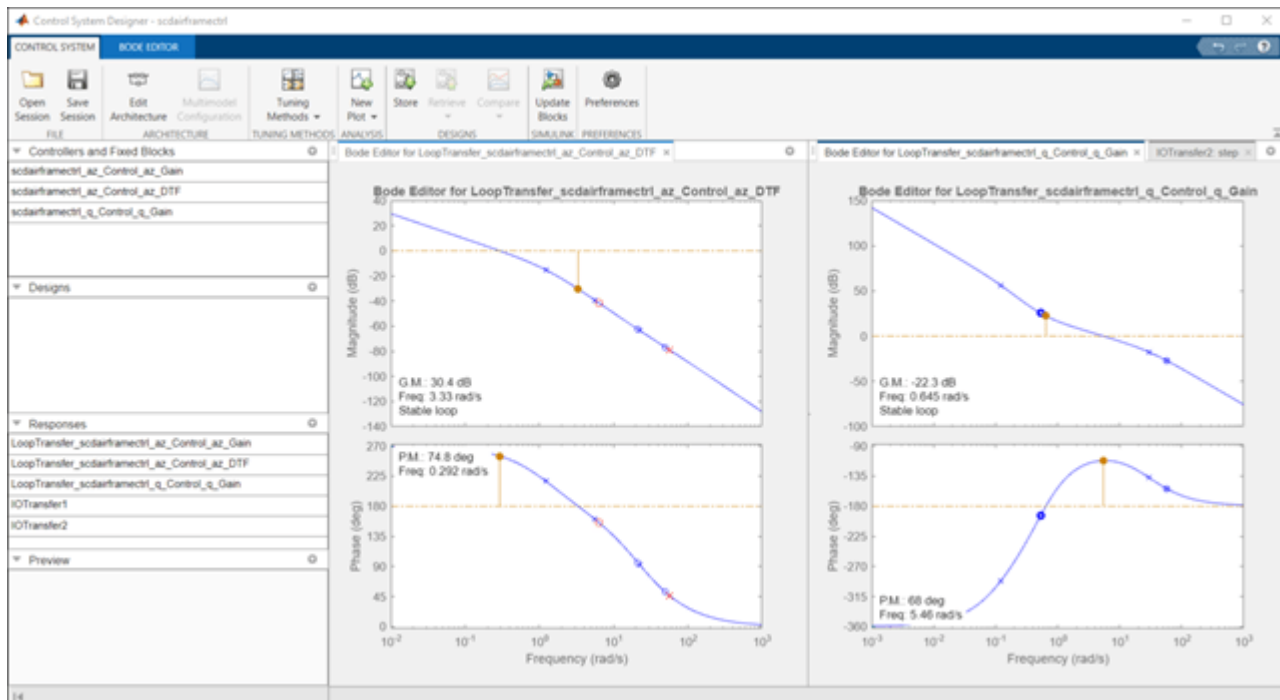 Control System Designer - scdairframectrl
CONTROL SYSTEM
BODE EDITOR
Open Session
Save Session
Edit Architecture
Multimodel Configuration
Tuning Methods
New Plot
Store
Retrieve
Compare
Update Blocks
Preferences
FILE
ARCHITECTURE
TUNING METHODS
ANALYSIS
DESIGNS
SIMULINK
PREFERENCES
Controllers and Fixed Blocks
scdairframectrl_az_Control_az_Gain
scdairframectrl_az_Control_az_DTF
scdairframectrl_q_Control_q_Gain
Designs
Responses
LoopTransfer_scdairframectrl_az_Control_az_Gain
LoopTransfer_scdairframectrl_az_Control_az_DTF
LoopTransfer_scdairframectrl_q_Control_q_Gain
IOTransfer1
IOTransfer2
Preview
Bode Editor for LoopTransfer_scdairframectrl_az_Control_az_DTF
Bode Editor for LoopTransfer_scdairframectrl_az_Control_az_DTF
Magnitude (dB)
40
20
0
-20
-40
-60
-80
-100
-120
-140
G.M.: 30.4 dB
Freq: 3.33 rad/s
Stable loop
Phase (deg)
270
225
180
135
90
45
0
P.M.: 74.8 deg
Freq: 0.292 rad/s
10^-2
10^0
10^1
10^2
10^3
Frequency (rad/s)
Bode Editor for LoopTransfer_scdairframectrl_q_Control_q_Gain
IOTransfer2: step
Bode Editor for LoopTransfer_scdairframectrl_q_Control_q_Gain
Magnitude (dB)
150
100
50
0
-50
-100
G.M.: -22.3 dB
Freq: 0.645 rad/s
Stable loop
Phase (deg)
-90
-135
-180
-225
-270
-315
-360
P.M.: 68 deg
Freq: 5.46 rad/s
10^-3
10^-2
10^-1
10^0
10^1
10^2
10^3
Frequency (rad/s)